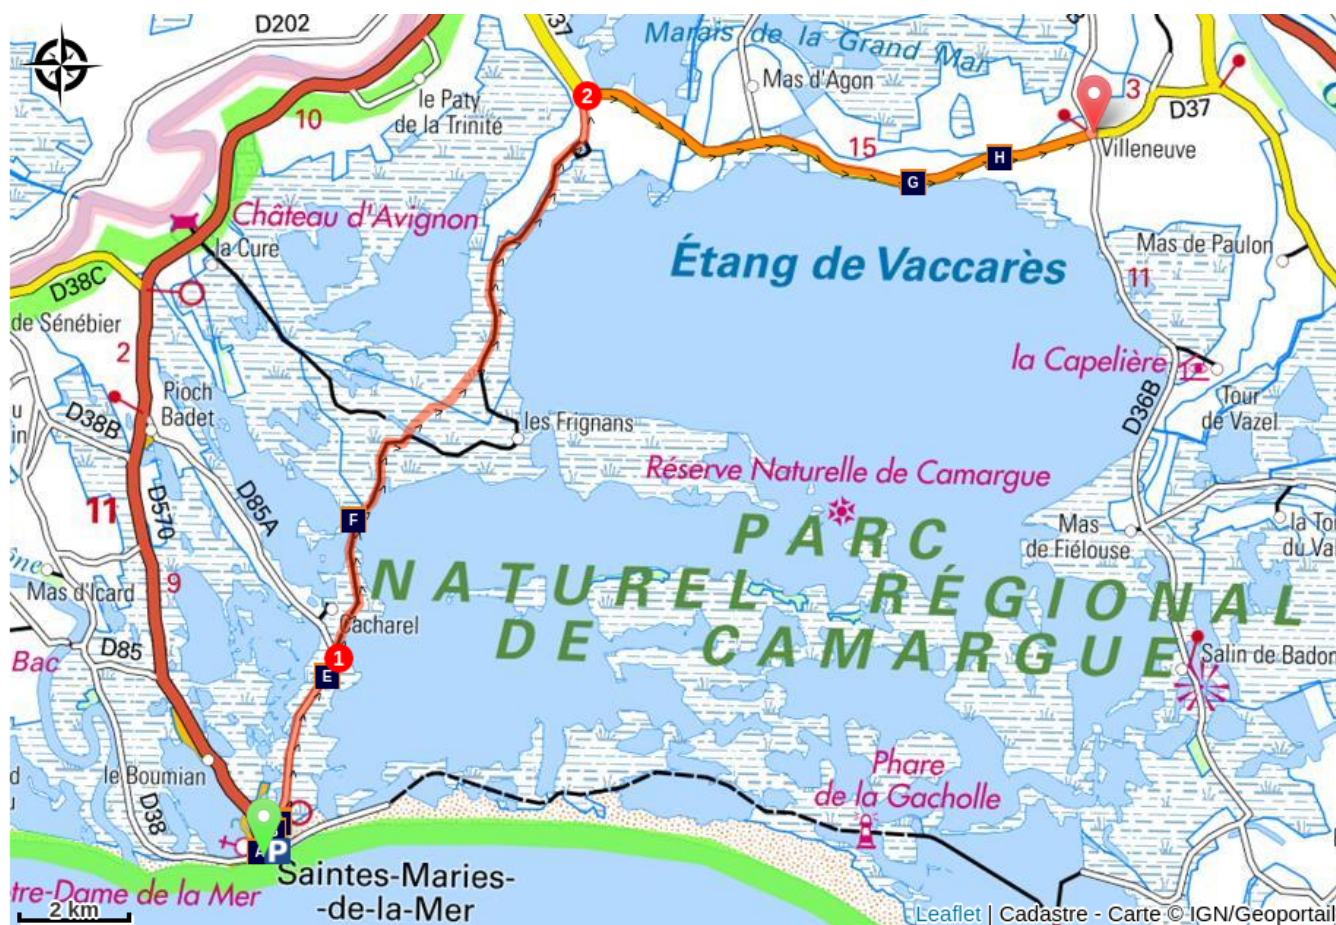 D202
D37
Marais de la Grand Mar
Mas d'Agon
le Paty
de la Trinité
10
2
15
3
D37
Villeneuve
H
G
Château d'Avignon
la Cure
Étang de Vaccarès
Mas de Paulon
D38C
11
de Sénébier
2
la Capelière
Pioch
Badet
D38B
Tour
de Vazel
D36B
les Frignans
Réserve Naturelle de Camargue
11
D570
D85A
F
PARC
NATUREL RÉGIONAL
DE CAMARGUE
Mas
de Fiélouse
9
Mas d'Icard
Cacharel
D85
Bac
1
E
Salin de Badon
le Boumian
Phare
de la Gacholle
D38
A
P
Saintes-Maries-
-de-la-Mer
tre-Dame de la Mer
2 km
Leaflet | Cadastre - Carte © IGN/Geoportail